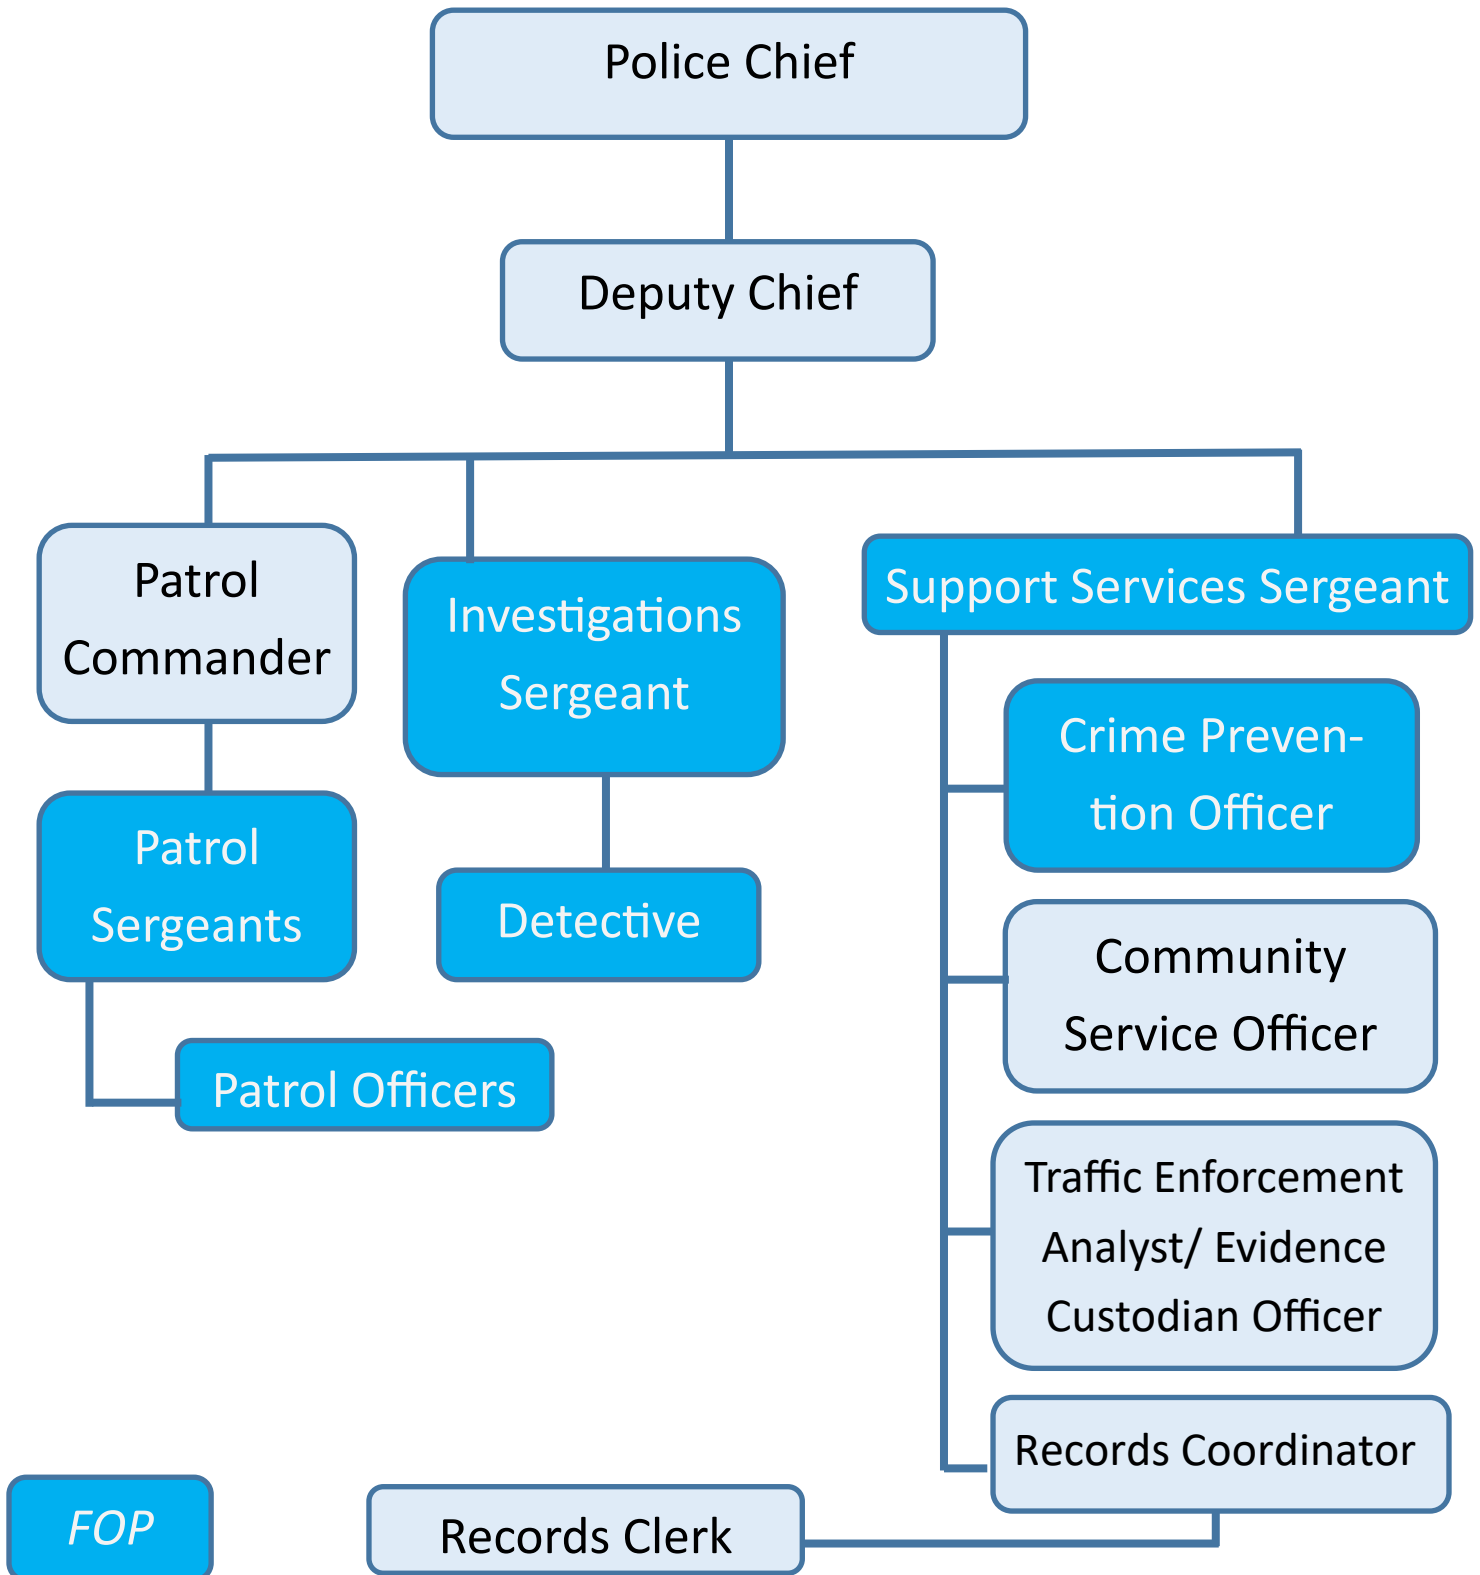 Police Chief
Deputy Chief
Patrol
Commander
Investigations
Sergeant
Support Services Sergeant
Patrol
Sergeants
Detective
Patrol Officers
Crime Preven-
tion Officer
Community
Service Officer
Traffic Enforcement
Analyst/ Evidence
Custodian Officer
Records Coordinator
Records Clerk
FOP